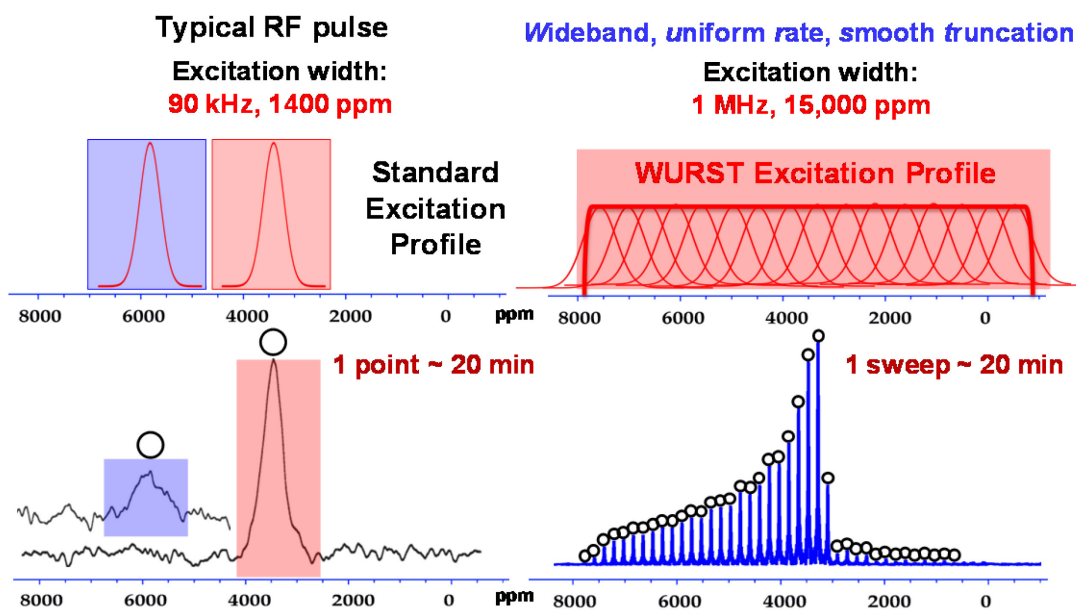 Typical RF pulse
Excitation width:
90 kHz, 1400 ppm
Standard
Excitation
Profile
8000 6000 4000 2000 0 ppm
Wideband, uniform rate, smooth truncation
Excitation width:
1 MHz, 15,000 ppm
WURST Excitation Profile
8000 6000 4000 2000 0
1 point ~ 20 min
8000 6000 4000 2000 0 ppm
1 sweep ~ 20 min
8000 6000 4000 2000 0